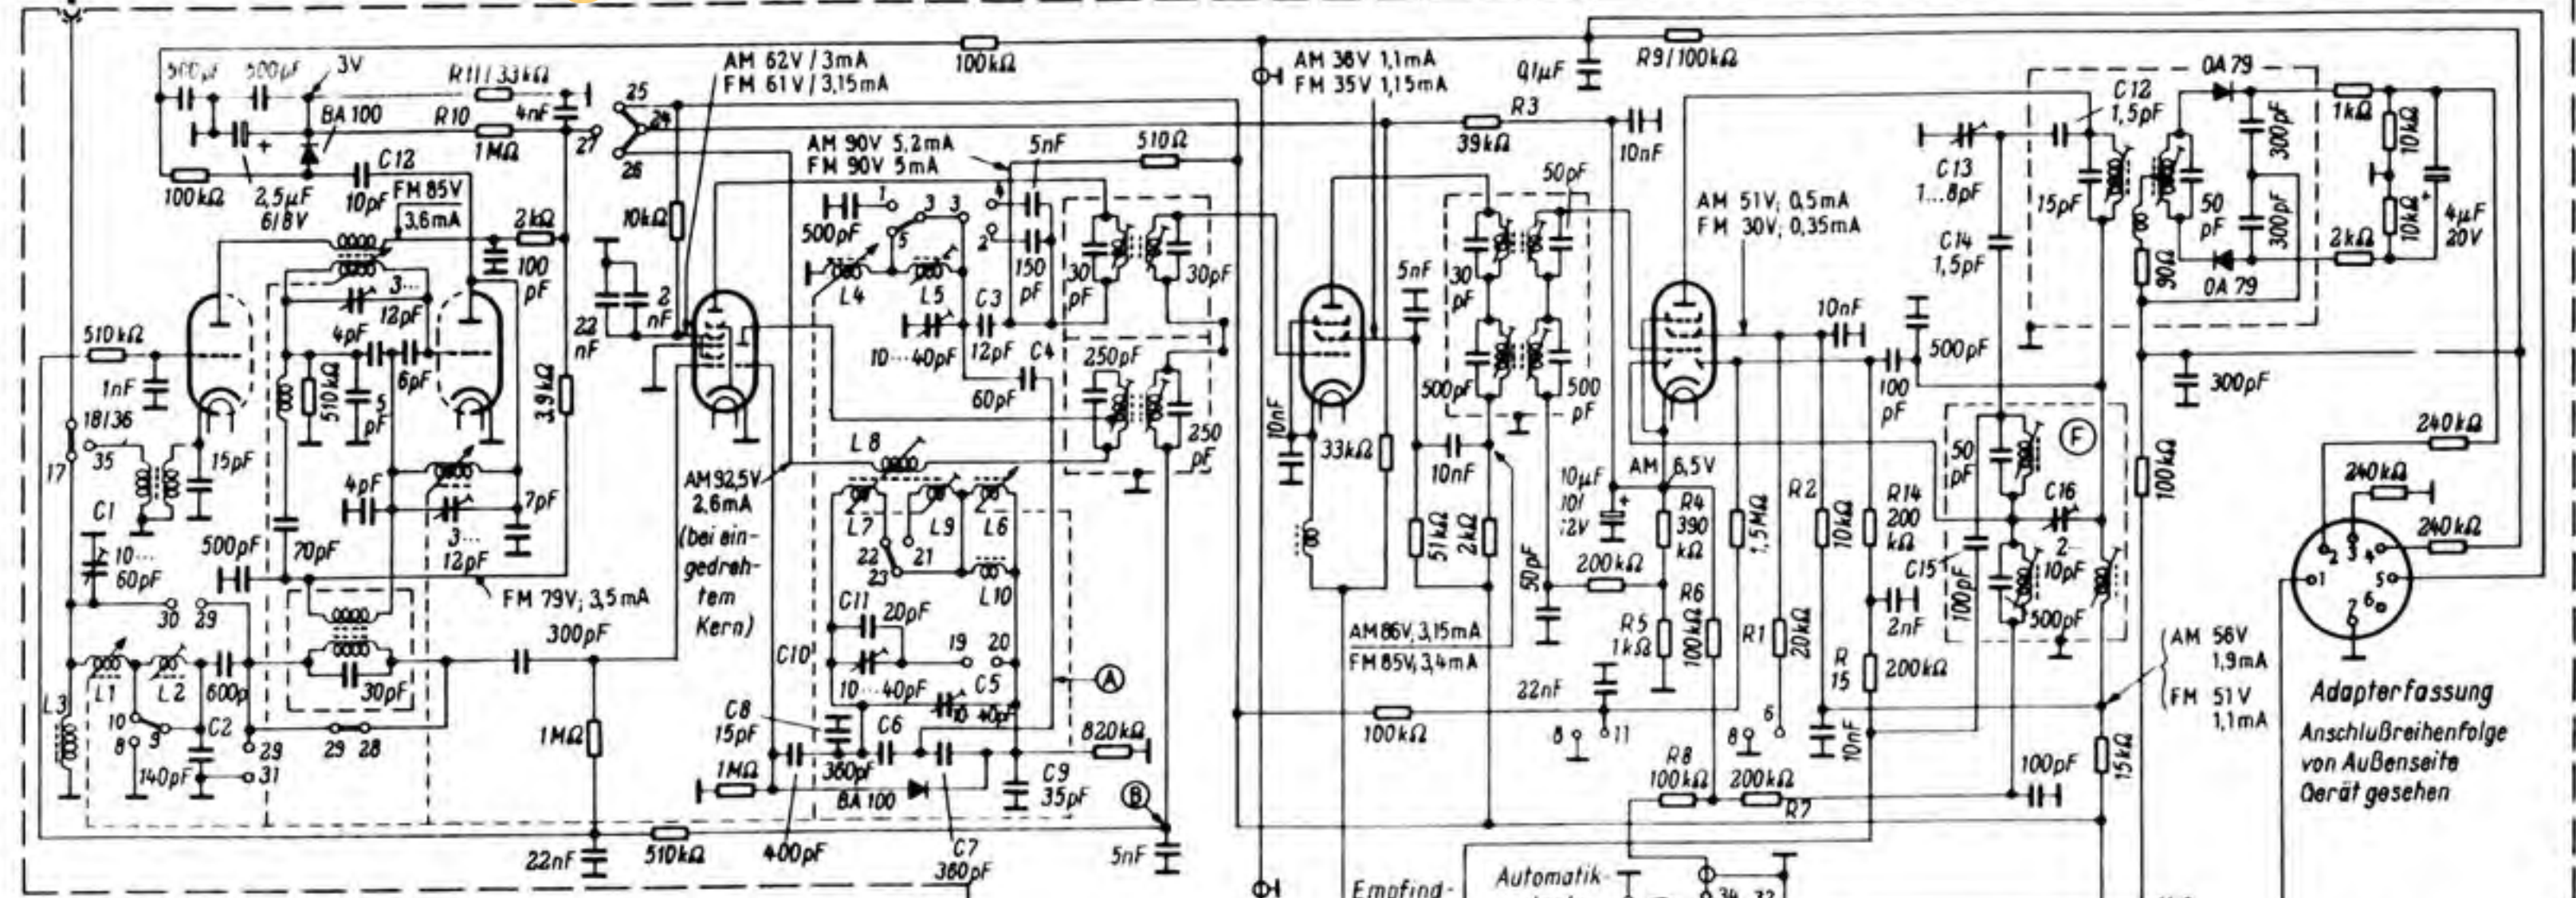 500pF 500pF 3V R11/33kΩ
BA 100 R10 1MΩ 4nF
100kΩ 2,5µF 6/8V
C12 10pF
FM 85V
3,6mA
2kΩ
100 pF
3... 12pF
510kΩ
1nF
4pF 6pF
510kΩ 5 pF
3,9kΩ
18/36
17 35
15pF
C1
10... 60pF
500pF 70pF
4pF
3... 12pF
7pF
FM 79V; 3,5mA
30 29
300pF
L3 L1 L2 600p
30pF
10 8 9 C2 29 31
29 28
140pF
1MΩ
22nF 510kΩ
25
24
27
26
10kΩ
22 nF 2 nF
AM 62V / 3mA
FM 61V / 3,15mA
100kΩ
AM 90V 5,2mA
FM 90V 5mA
5nF 510Ω
500pF 1 3 3 4
5 2
150 pF
L4 L5 C3
10...40pF 12pF C4
60pF
30 pF 30pF
250pF
250 pF
AM 92,5V
2,6mA
(bei ein-
gedreh-
tem
Kern)
L8
L7 L9 L6
22 21
23
L10
C11 20pF
C10 19 20
10...40pF C5
10 40pF
A
C8
15pF C6 820kΩ
1MΩ 360pF
BA 100 C9
35pF
B
400pF C7
360pF 5nF
AM 36V 1,1mA
FM 35V 1,15mA
0,1µF
R9/100kΩ
R3
39kΩ 10nF
50pF
5nF 30 pF
500pF 500 pF
10nF 33kΩ
10nF
51kΩ 2kΩ
50pF
AM 86V, 3,15mA
FM 85V, 3,4mA
100kΩ
AM 51V; 0,5mA
FM 30V; 0,35mA
10nF
500pF
100 pF
AM 6,5V
R4
390
kΩ
200kΩ
1,5MΩ
R2
10kΩ
R14
200
kΩ
R5
1kΩ
R6
100kΩ
R1
20kΩ
2nF
R
15 200kΩ
22nF
8 11 8 6
10nF
R8
100kΩ 200kΩ
R7
100pF 15kΩ
C12
1,5pF
OA 79
C13
1...8pF
15pF 50 pF
300pF
300pF
1kΩ 10kΩ
10kΩ
4µF
20V
2kΩ
C14
1,5pF
OA 79
90Ω
300pF
F
50 pF
C16
2... 10pF
C15
100pF
500pF
100kΩ
240kΩ
240kΩ
240kΩ
2 3 4
1 5
6
2
AM 56V
1,9mA
FM 51V
1,1mA
Adapterfassung
Anschlußreihenfolge
von Außenseite
Gerät gesehen
Empfind-
Automatik-